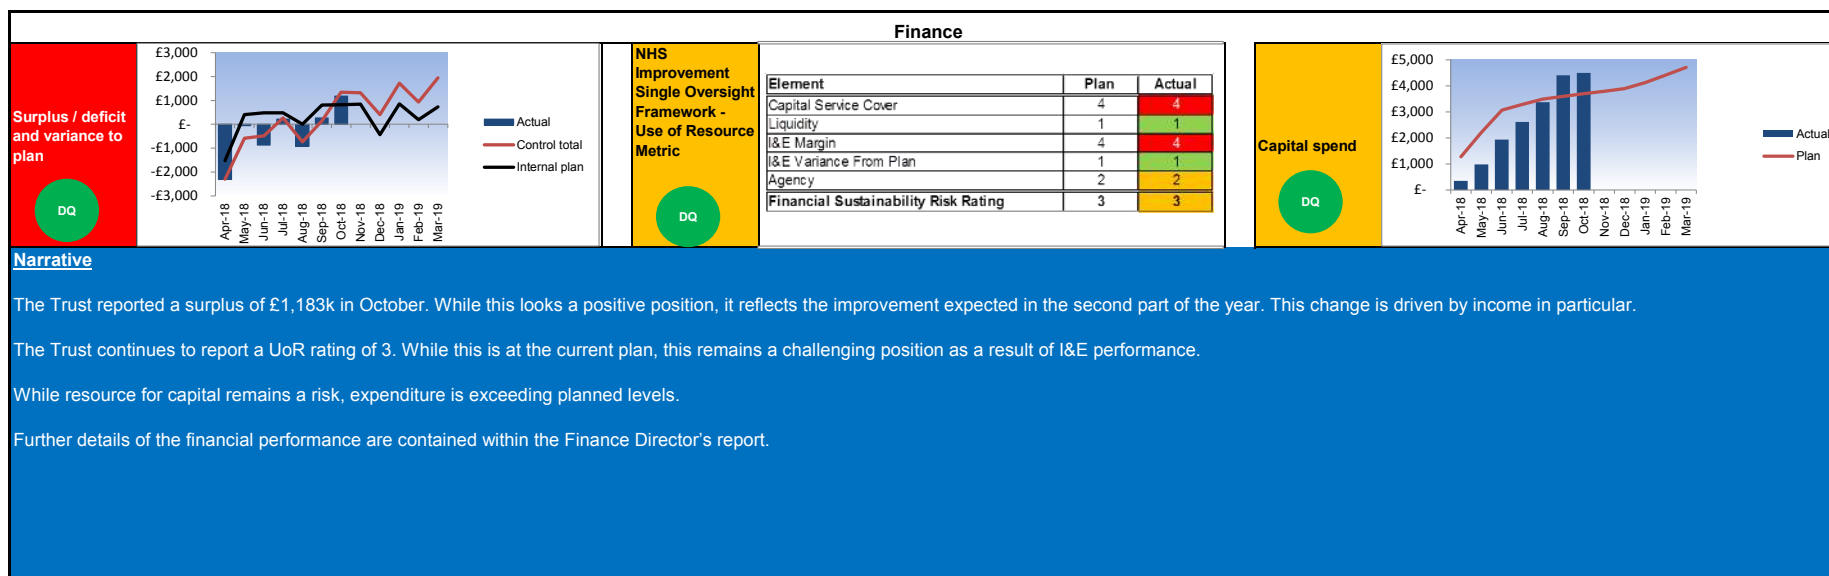 Finance
Surplus / deficit
and variance to
plan
DQ
£3,000
£2,000
£1,000
£-
-£1,000
-£2,000
-£3,000
Apr-18
May-18
Jun-18
Jul-18
Aug-18
Sep-18
Oct-18
Nov-18
Dec-18
Jan-19
Feb-19
Mar-19
Actual
Control total
Internal plan
NHS
Improvement
Single Oversight
Framework -
Use of Resource
Metric
DQ
Element Plan Actual
Capital Service Cover 4 4
Liquidity 1 1
I&E Margin 4 4
I&E Variance From Plan 1 1
Agency 2 2
Financial Sustainability Risk Rating 3 3
Capital spend
DQ
£5,000
£4,000
£3,000
£2,000
£1,000
£-
Apr-18
May-18
Jun-18
Jul-18
Aug-18
Sep-18
Oct-18
Nov-18
Dec-18
Jan-19
Feb-19
Mar-19
Actual
Plan
Narrative
The Trust reported a surplus of £1,183k in October. While this looks a positive position, it reflects the improvement expected in the second part of the year. This change is driven by income in particular.
The Trust continues to report a UoR rating of 3. While this is at the current plan, this remains a challenging position as a result of I&E performance.
While resource for capital remains a risk, expenditure is exceeding planned levels.
Further details of the financial performance are contained within the Finance Director's report.